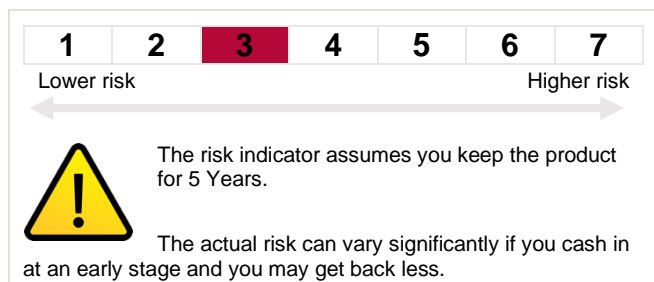 1 2 3 4 5 6 7
Lower risk Higher risk
The risk indicator assumes you keep the product
for 5 Years.
The actual risk can vary significantly if you cash in
at an early stage and you may get back less.